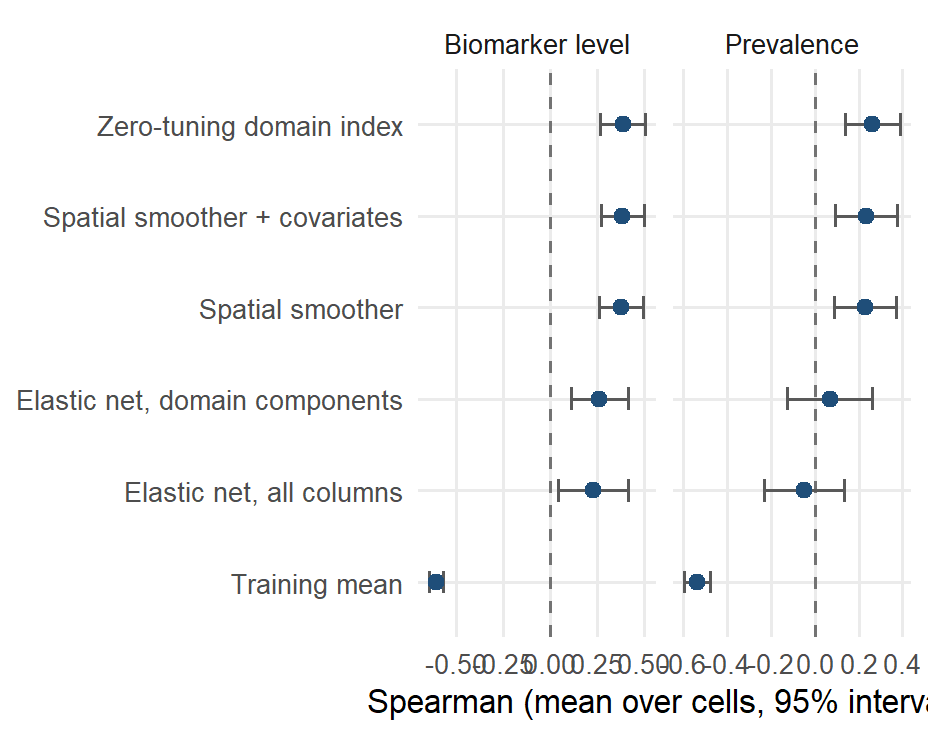 Biomarker level Prevalence
Zero-tuning domain index
Spatial smoother + covariates
Spatial smoother
Elastic net, domain components
Elastic net, all columns
Training mean
-0.50 -0.25 0.00 0.25 0.50 -0.6 -0.4 -0.2 0.0 0.2 0.4
Spearman (mean over cells, 95% interva